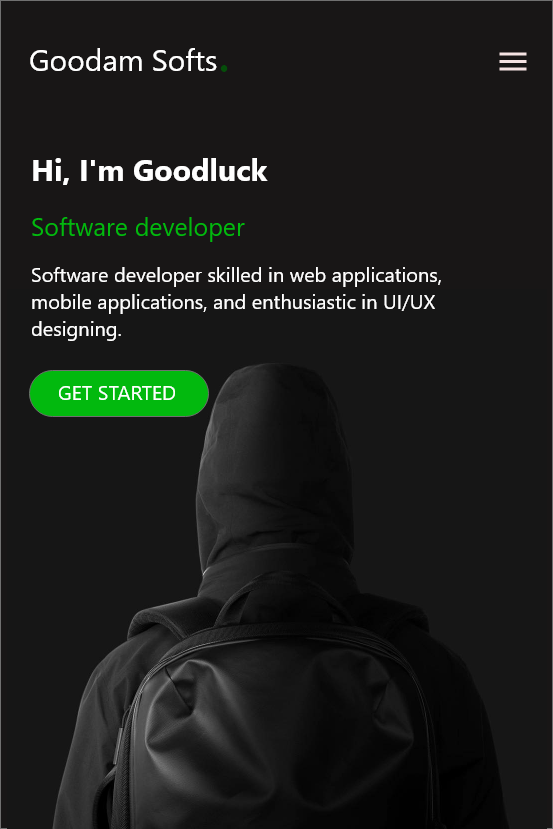 Goodam Softs.
Hi, I'm Goodluck
Software developer
Software developer skilled in web applications,
mobile applications, and enthusiastic in UI/UX
designing.
GET STARTED